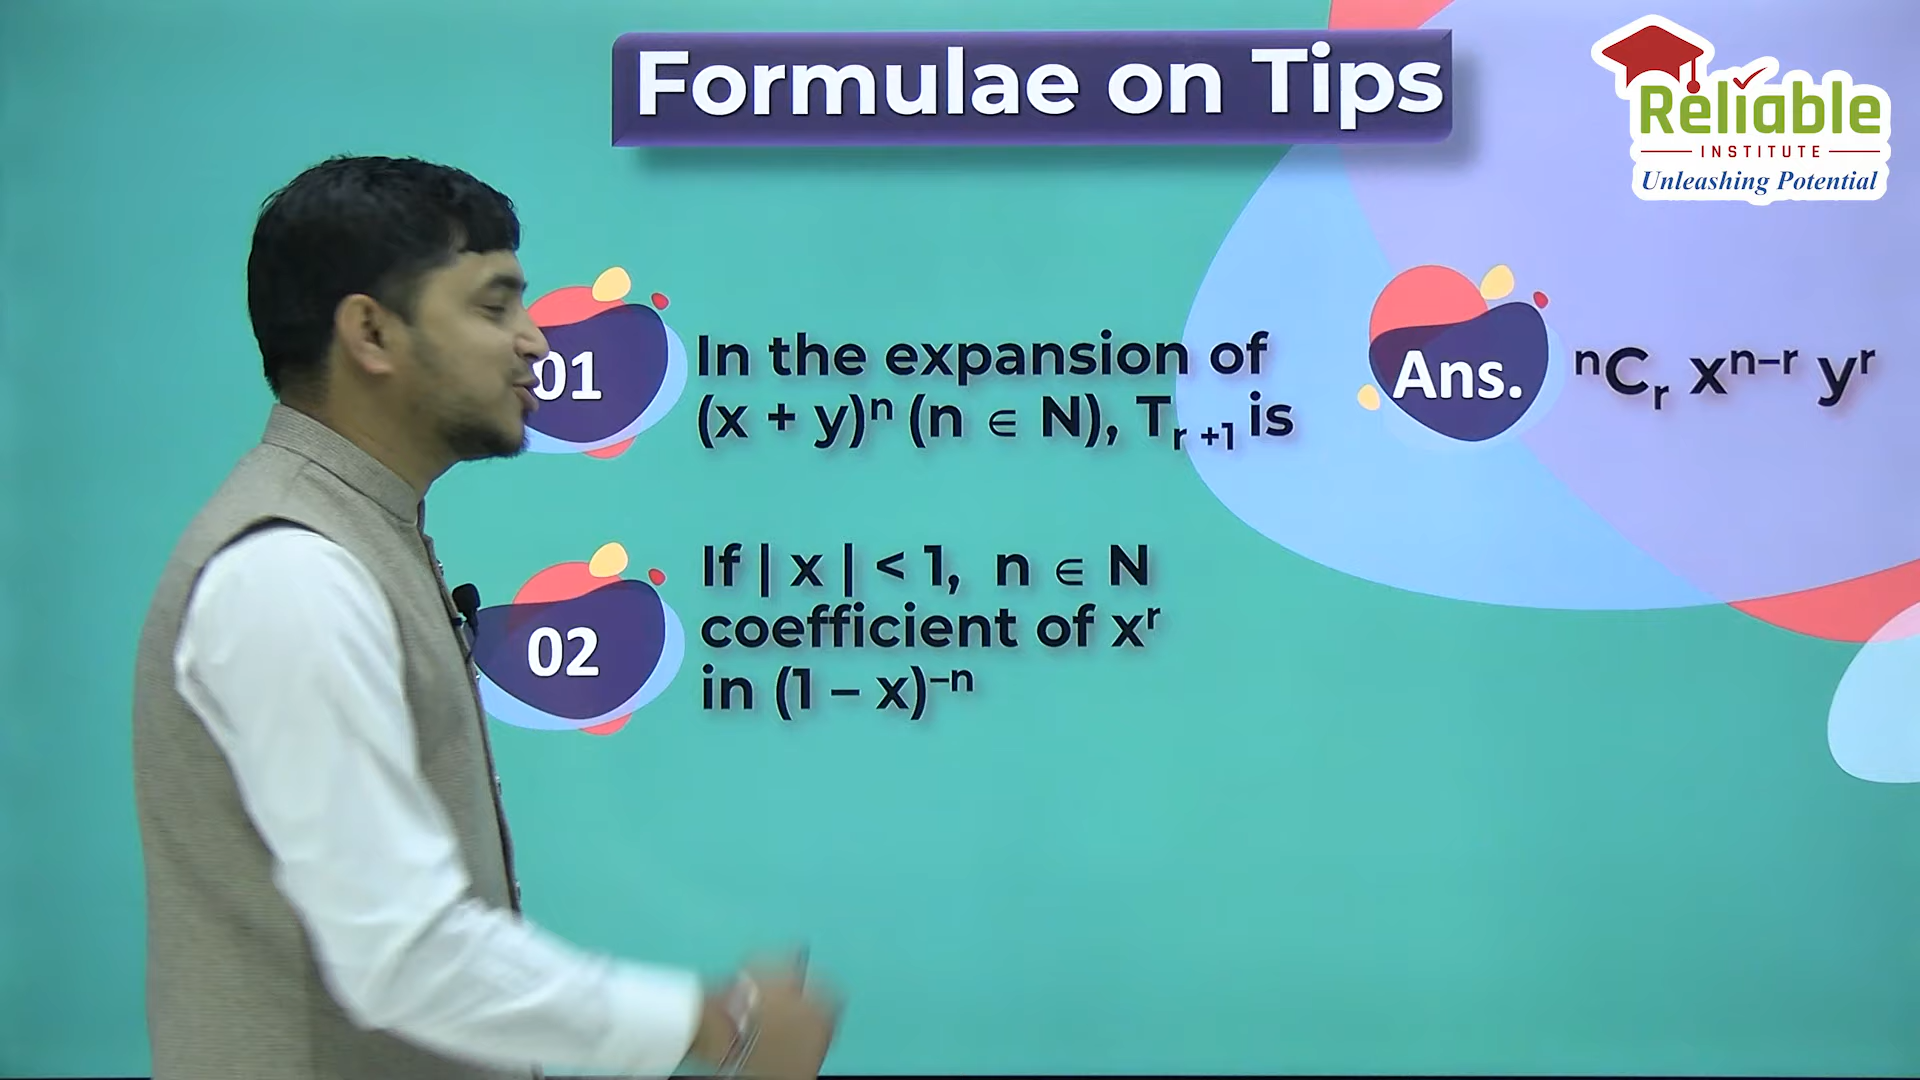 Formulae on Tips
Reliable
INSTITUTE
Unleashing Potential
01
In the expansion of
(x + y)ⁿ (n ∈ N), Tᵣ ₊₁ is
Ans.
ⁿCᵣ xⁿ⁻ʳ yʳ
02
If | x | < 1, n ∈ N
coefficient of xʳ
in (1 – x)⁻ⁿ